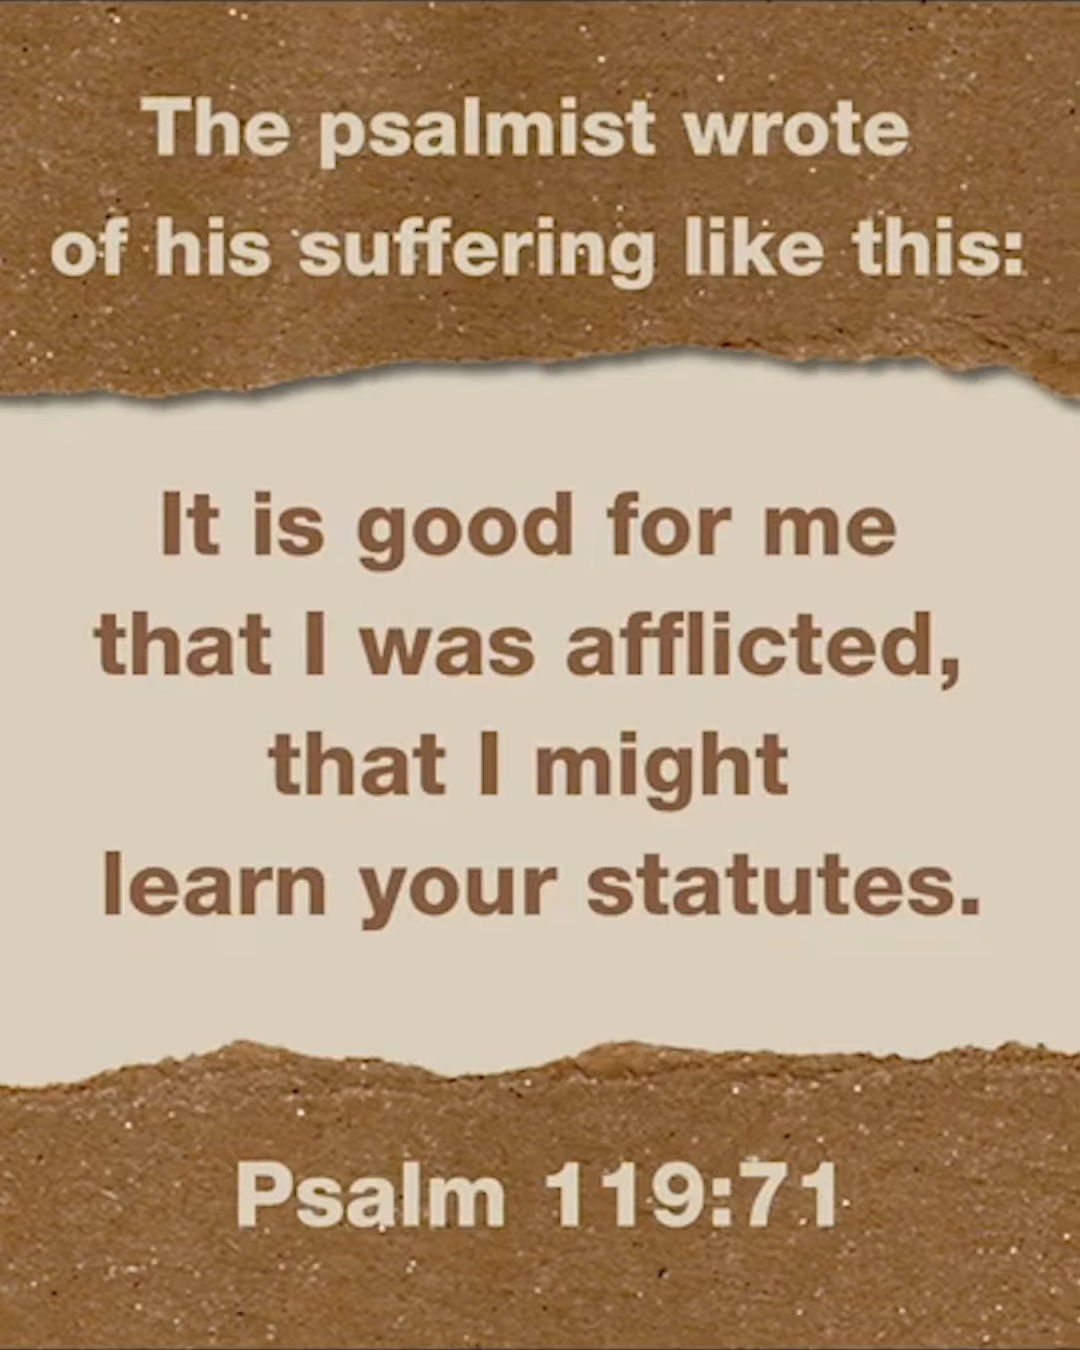 The psalmist wrote
of his suffering like this:
It is good for me
that I was afflicted,
that I might
learn your statutes.
Psalm 119:71